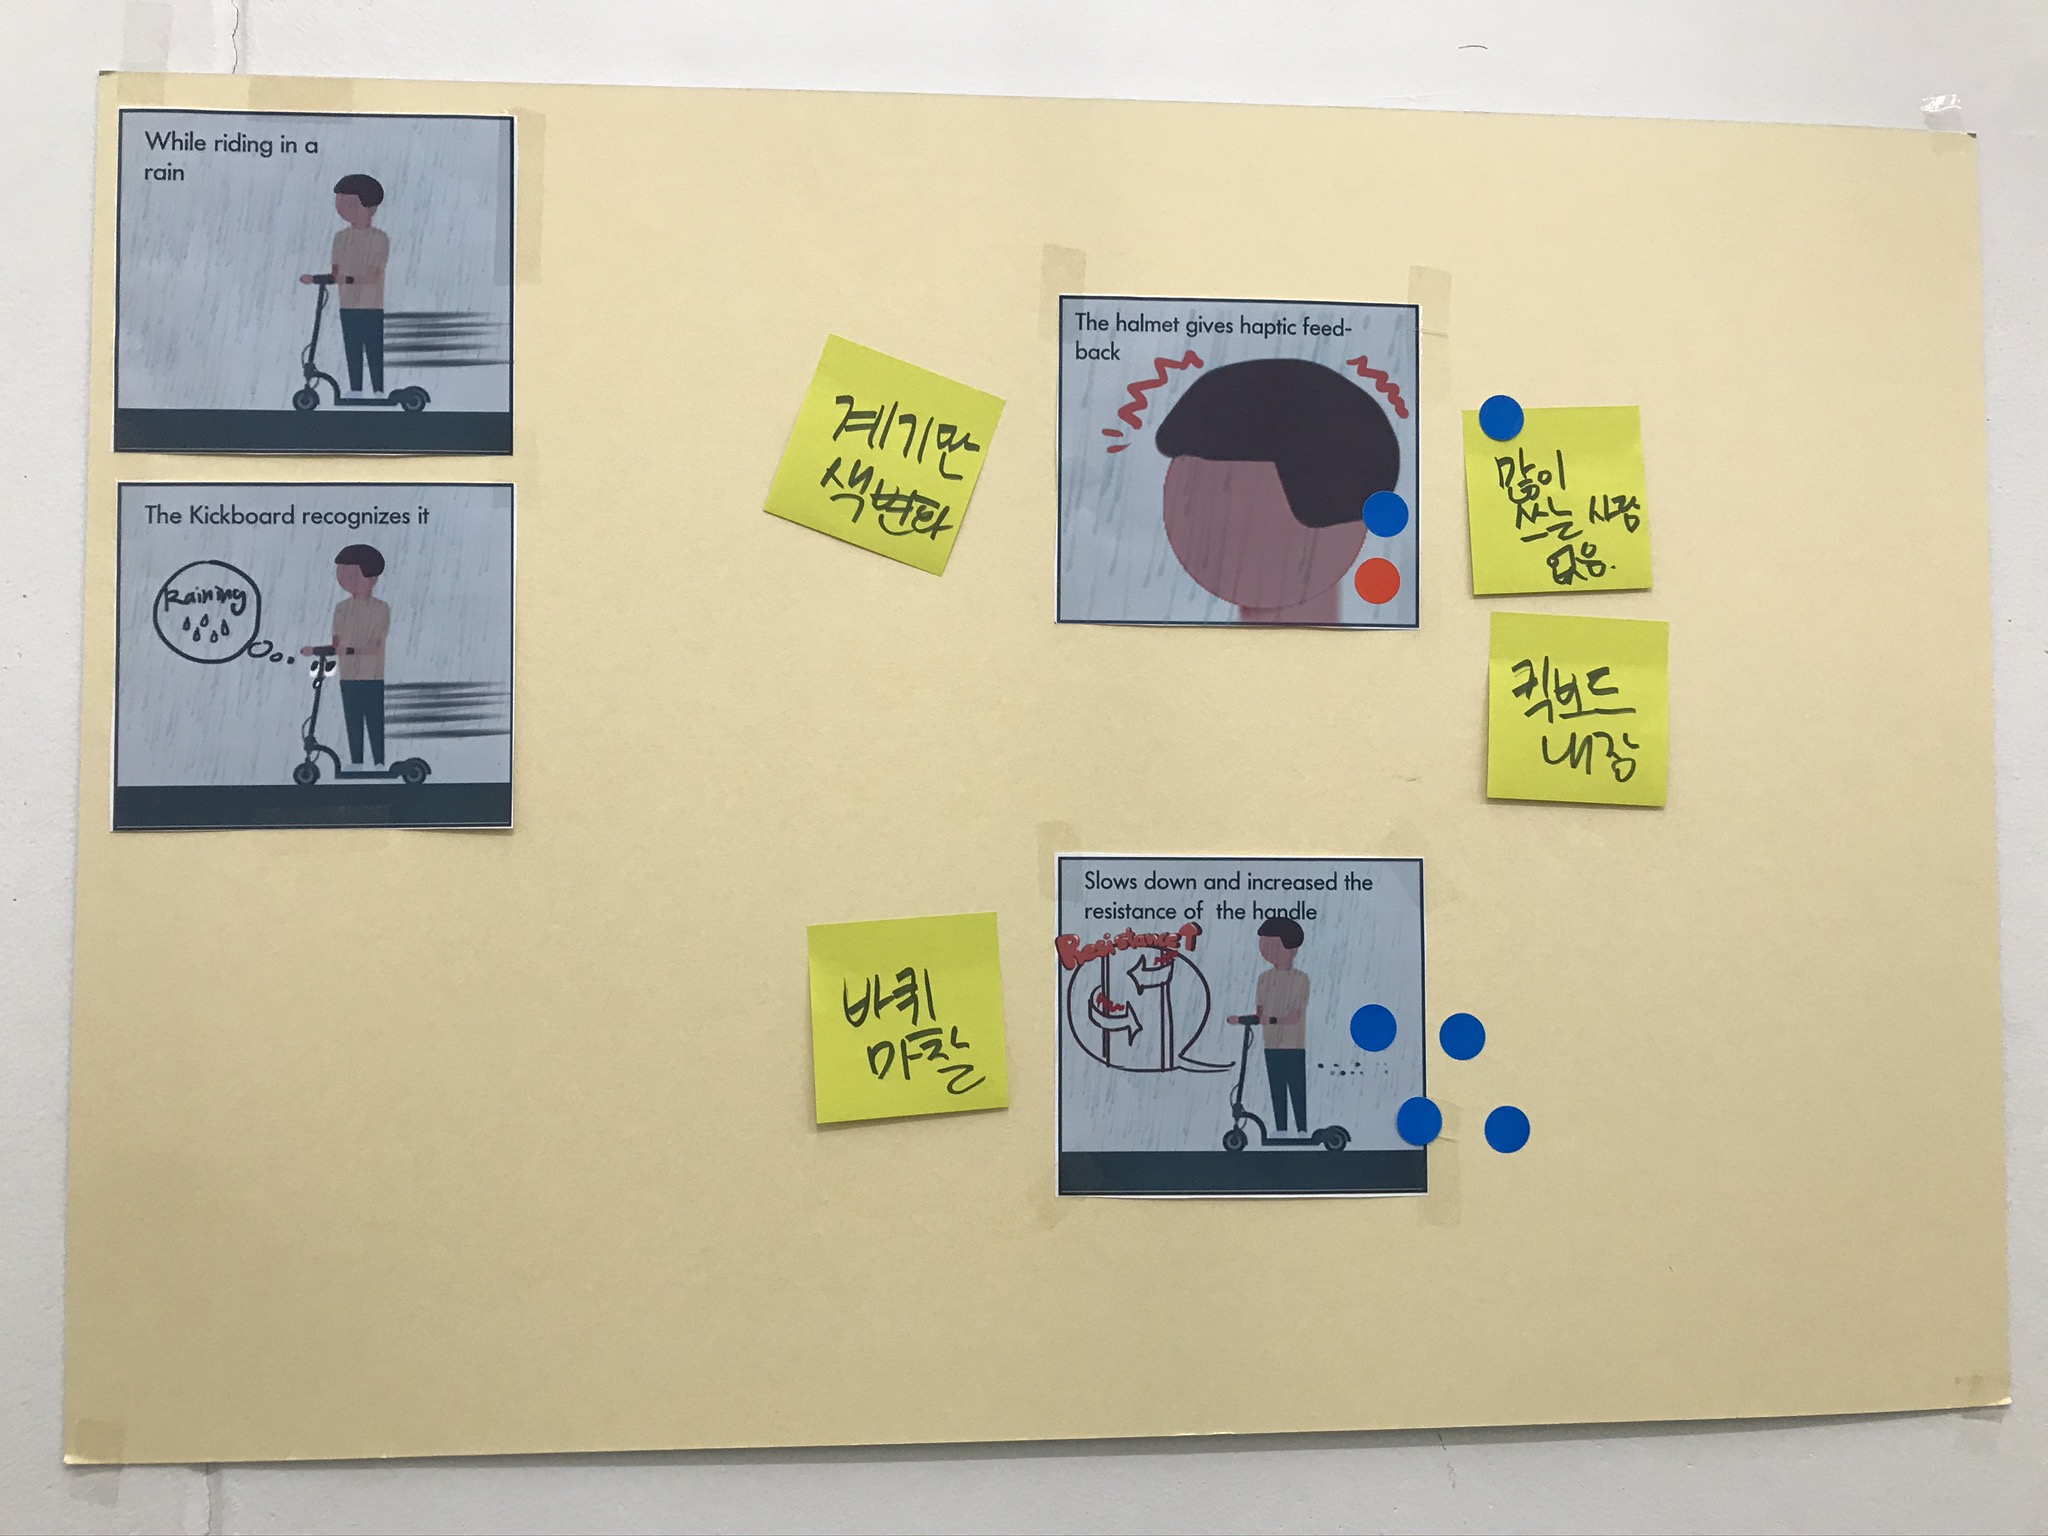 While riding in a
rain
The Kickboard recognizes it
Raining
계기판
색변화
The halmet gives haptic feed-
back
많이
쓰는 사람
없음.
퀵보드
내장
바퀴
마찰
Slows down and increased the
resistance of the handle
Resistance↑